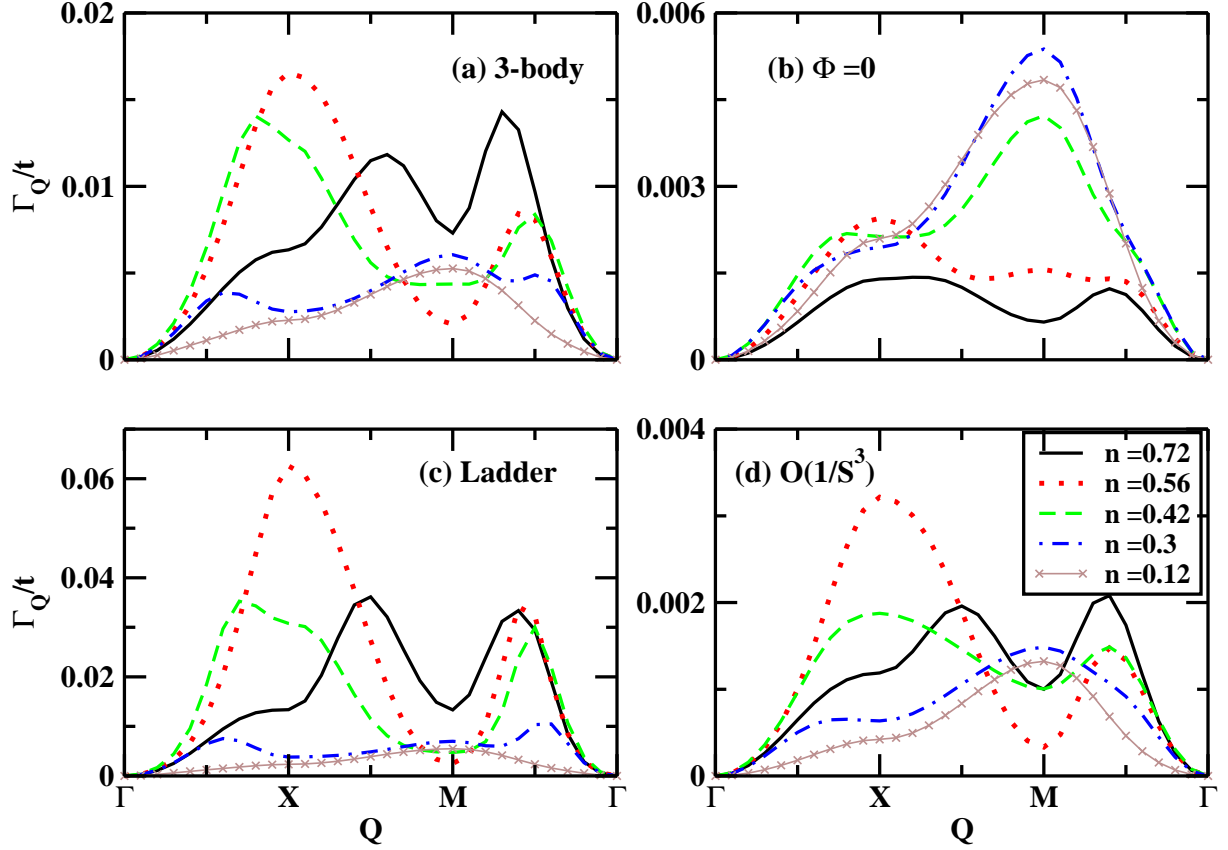 0.02
0.01
0
Γ_Q/t
(a) 3-body
0.006
0.003
0
(b) Φ =0
0.06
0.04
0.02
0
Γ_Q/t
(c) Ladder
Γ X M Γ
Q
0.004
0.002
0
(d) O(1/S^3)
n =0.72
n =0.56
n =0.42
n =0.3
n =0.12
Γ X M Γ
Q